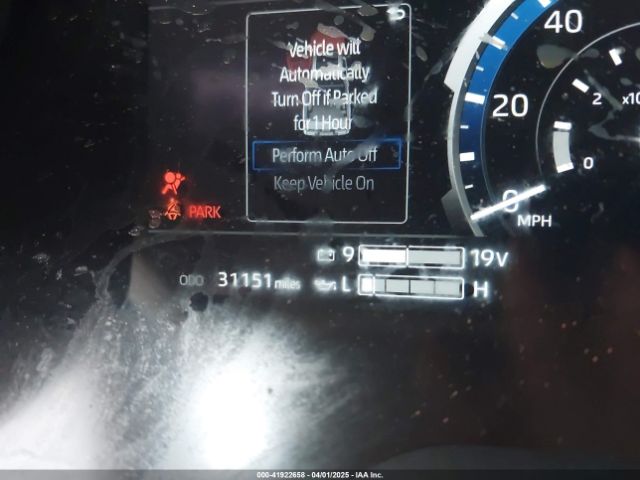 Vehicle will
Automatically
Turn Off if Parked
for 1 Hour
Perform Auto Off
Keep Vehicle On
40
20
0
MPH
2 x10
0
PARK
9 19V
ODO 31151 miles L H
000-41922658 - 04/01/2025 - IAA Inc.